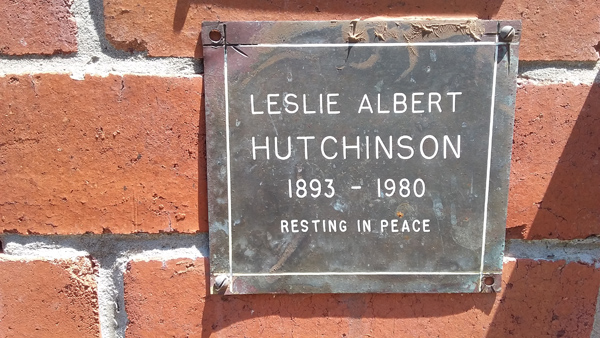 LESLIE ALBERT
HUTCHINSON
1893 - 1980
RESTING IN PEACE